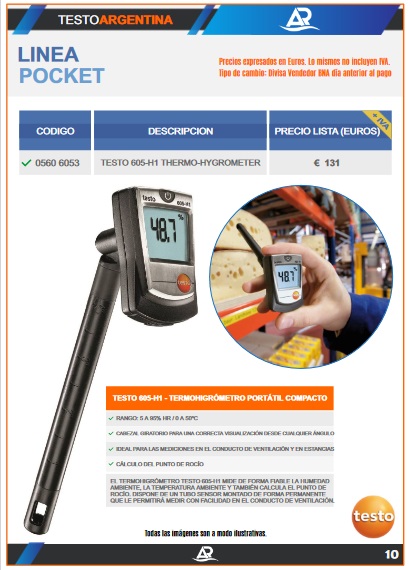 TESTOARGENTINA
AR
LINEA
POCKET
Precios expresados en Euros. Lo mismos no incluyen IVA.
Tipo de cambio: Divisa Vendedor BNA día anterior al pago
CODIGO DESCRIPCION PRECIO LISTA (EUROS) + IVA
0560 6053 TESTO 605-H1 THERMO-HYGROMETER € 131
testo 605-H1
48.7 %
testo
48.7
testo
TESTO 605-H1 - TERMOHIGRÓMETRO PORTÁTIL COMPACTO
RANGO: 5 A 95% HR / 0 A 50ºC
CABEZAL GIRATORIO PARA UNA CORRECTA VISUALIZACIÓN DESDE CUALQUIER ÁNGULO
IDEAL PARA LAS MEDICIONES EN EL CONDUCTO DE VENTILACIÓN Y EN ESTANCIAS
CÁLCULO DEL PUNTO DE ROCÍO
EL TERMOHIGRÓMETRO TESTO 605-H1 MIDE DE FORMA FIABLE LA HUMEDAD
AMBIENTE, LA TEMPERATURA AMBIENTE Y TAMBIÉN CALCULA EL PUNTO DE
ROCÍO. DISPONE DE UN TUBO SENSOR MONTADO DE FORMA PERMANENTE
QUE LE PERMITIRÁ MEDIR CON FACILIDAD EN EL CONDUCTO DE VENTILACIÓN.
testo
Todas las imágenes son a modo ilustrativas.
AR
10